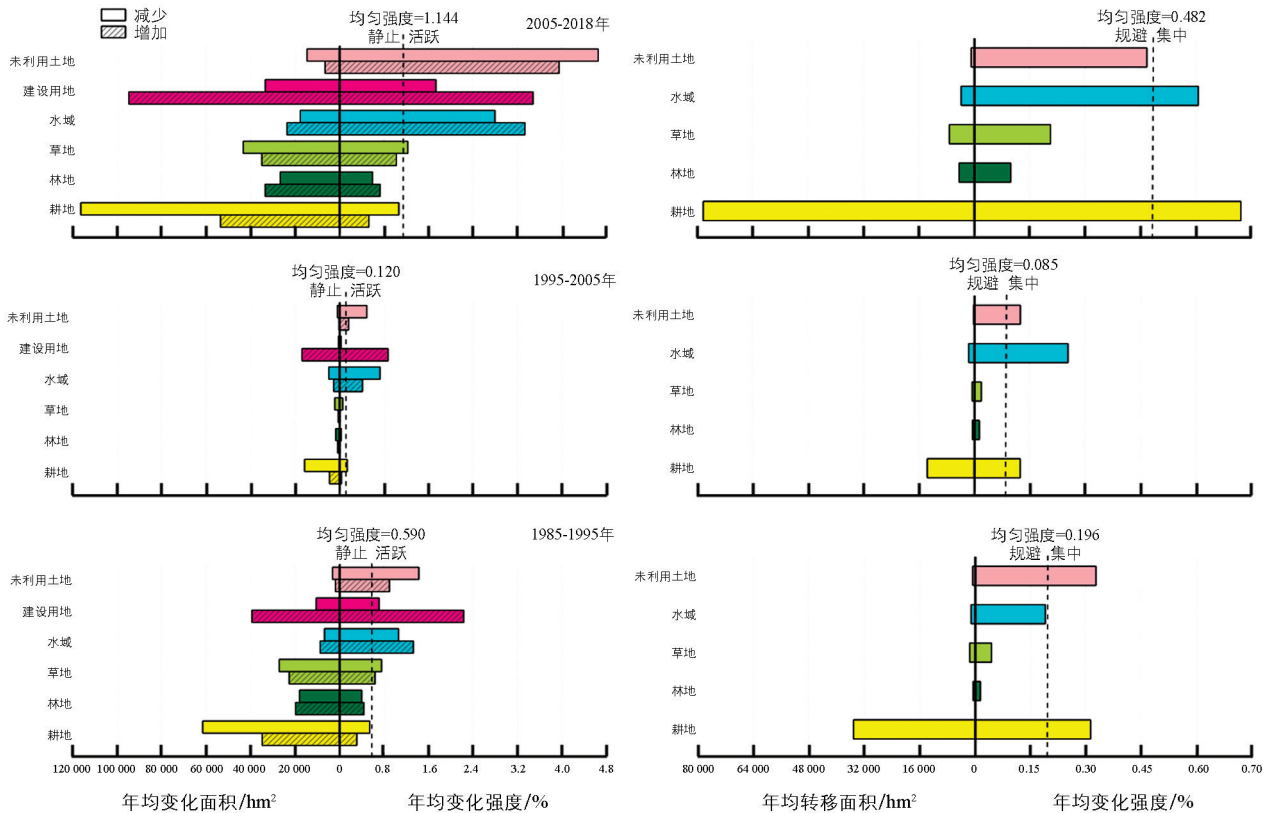 减少
增加
均匀强度=1.144
静止 活跃
2005-2018年
未利用土地
建设用地
水域
草地
林地
耕地
均匀强度=0.482
规避 集中
未利用土地
水域
草地
林地
耕地
均匀强度=0.120
静止 活跃
1995-2005年
未利用土地
建设用地
水域
草地
林地
耕地
均匀强度=0.085
规避 集中
未利用土地
水域
草地
林地
耕地
均匀强度=0.590
静止 活跃
1985-1995年
未利用土地
建设用地
水域
草地
林地
耕地
120 000 100 000 80 000 60 000 40 000 20 000 0 0.8 1.6 2.4 3.2 4.0 4.8
年均变化面积/hm² 年均变化强度/%
均匀强度=0.196
规避 集中
未利用土地
水域
草地
林地
耕地
80 000 64 000 48 000 32 000 16 000 0 0.15 0.30 0.45 0.60 0.70
年均转移面积/hm² 年均变化强度/%